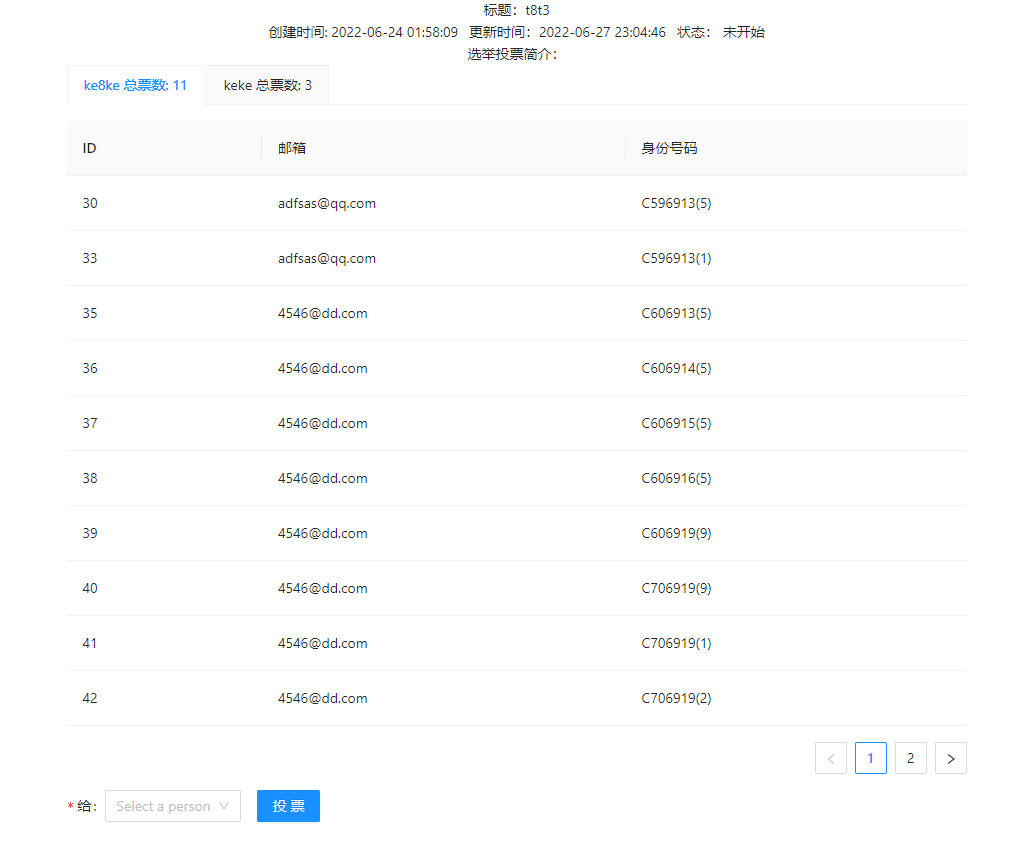 标题：t8t3
创建时间: 2022-06-24 01:58:09 更新时间：2022-06-27 23:04:46 状态： 未开始
选举投票简介：
ke8ke 总票数: 11 keke 总票数: 3
ID 邮箱 身份号码
30 adfsas@qq.com C596913(5)
33 adfsas@qq.com C596913(1)
35 4546@dd.com C606913(5)
36 4546@dd.com C606914(5)
37 4546@dd.com C606915(5)
38 4546@dd.com C606916(5)
39 4546@dd.com C606919(9)
40 4546@dd.com C706919(9)
41 4546@dd.com C706919(1)
42 4546@dd.com C706919(2)
< 1 2 >
* 给： Select a person 投 票